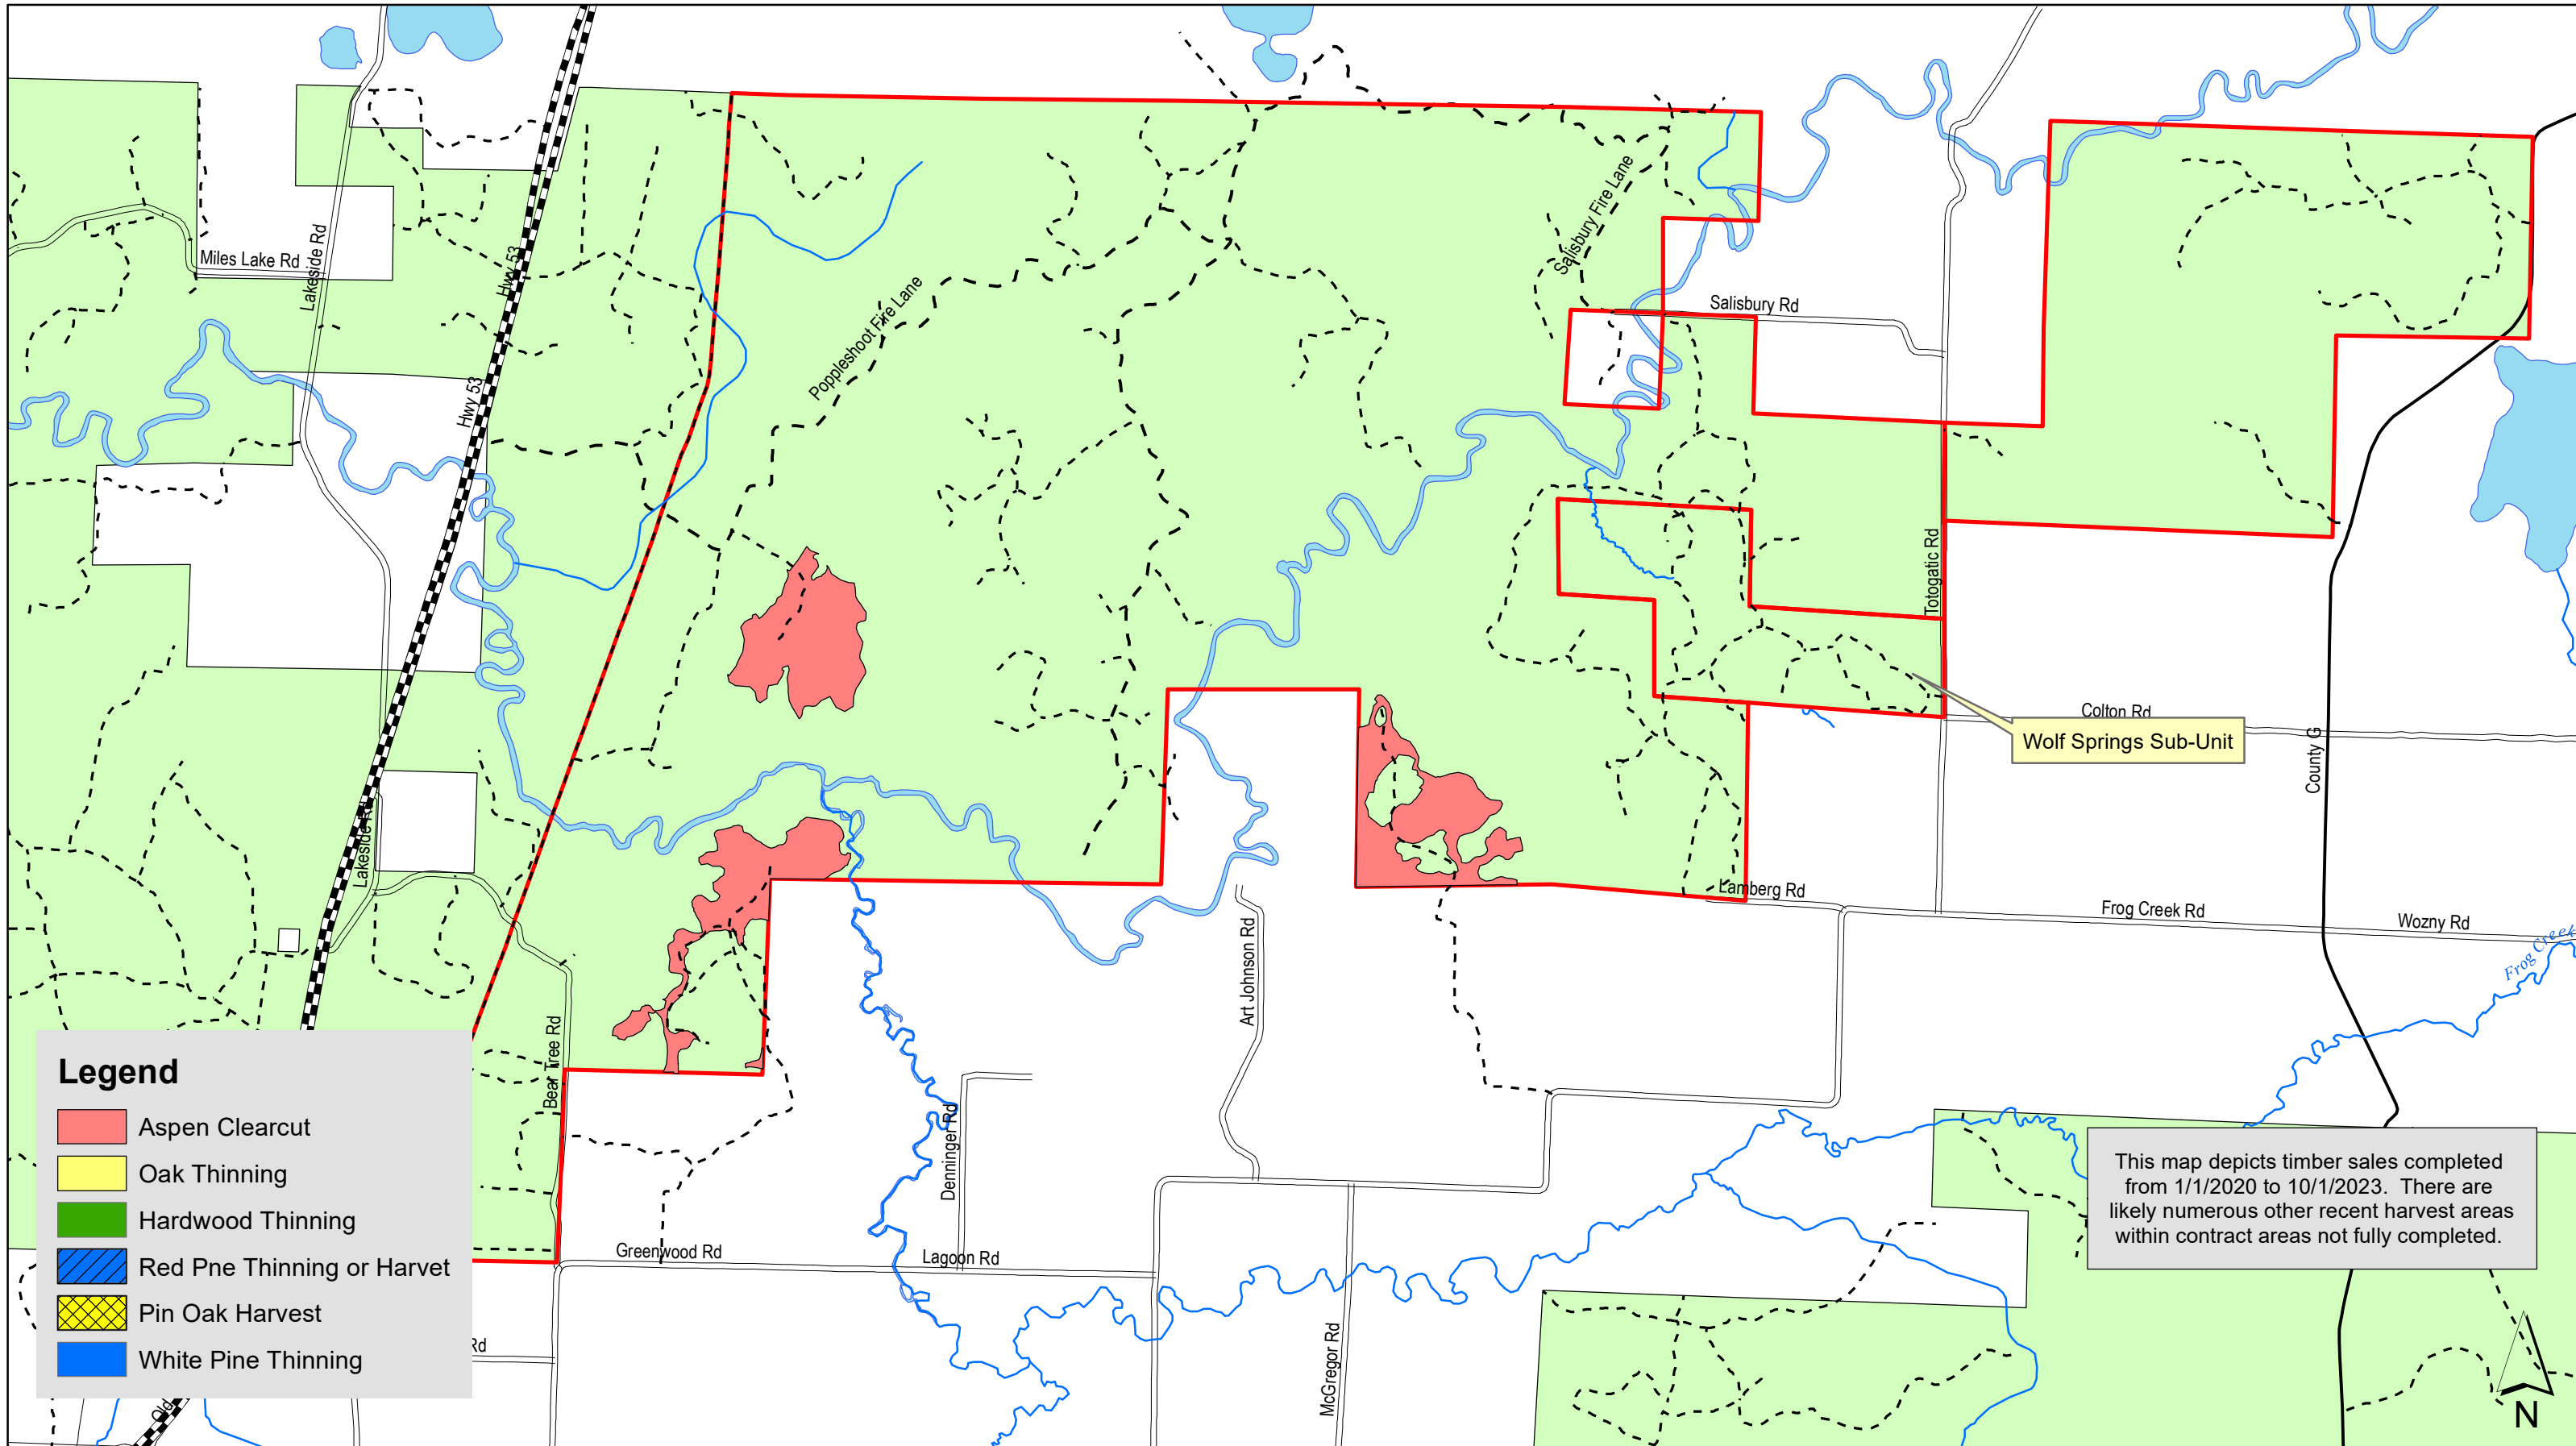 Miles Lake Rd
Lakeside Rd
Hwy 53
Hwy 53
Poppleshoot Fire Lane
Salisbury Fire Lane
Salisbury Rd
Totogatic Rd
Colton Rd
Wolf Springs Sub-Unit
County G
Lakeside Rd
Lamberg Rd
Frog Creek Rd
Wozny Rd
Frog Creek
Art Johnson Rd
Bear Tree Rd
Denninger Rd
Greenwood Rd
Lagoon Rd
McGregor Rd
Rd
Old
Legend
Aspen Clearcut
Oak Thinning
Hardwood Thinning
Red Pne Thinning or Harvet
Pin Oak Harvest
White Pine Thinning
This map depicts timber sales completed
from 1/1/2020 to 10/1/2023. There are
likely numerous other recent harvest areas
within contract areas not fully completed.
N